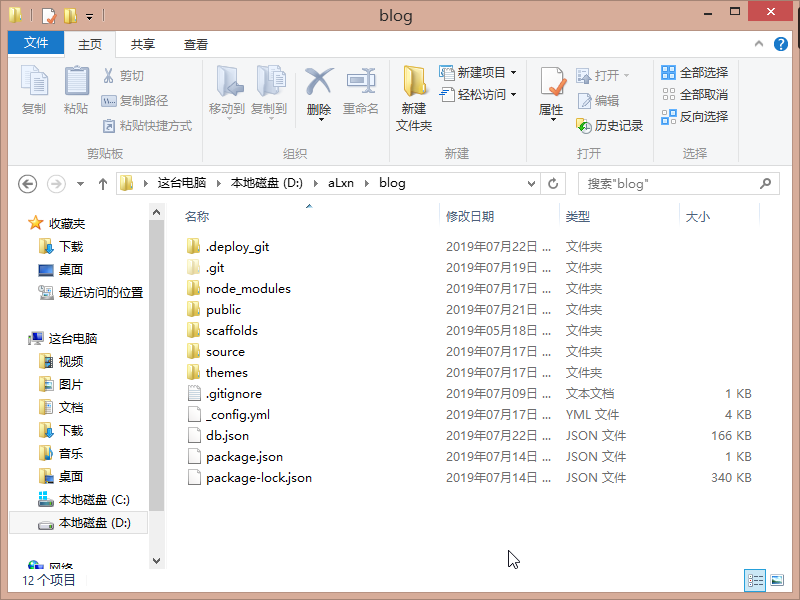 blog
文件 主页 共享 查看
复制 粘贴 剪切 复制路径 粘贴快捷方式
剪贴板
移动到 复制到 删除 重命名
组织
新建文件夹 新建项目 轻松访问
新建
属性 打开 编辑 历史记录
打开
全部选择 全部取消 反向选择
选择
这台电脑 本地磁盘 (D:) aLxn blog
搜索"blog"
收藏夹
下载
桌面
最近访问的位置
这台电脑
视频
图片
文档
下载
音乐
桌面
本地磁盘 (C:)
本地磁盘 (D:)
网络
名称 修改日期 类型 大小
.deploy_git 2019年07月22日 ... 文件夹
.git 2019年07月19日 ... 文件夹
node_modules 2019年07月17日 ... 文件夹
public 2019年07月21日 ... 文件夹
scaffolds 2019年05月18日 ... 文件夹
source 2019年07月17日 ... 文件夹
themes 2019年07月17日 ... 文件夹
.gitignore 2019年07月09日 ... 文本文档 1 KB
_config.yml 2019年07月17日 ... YML 文件 4 KB
db.json 2019年07月22日 ... JSON 文件 166 KB
package.json 2019年07月14日 ... JSON 文件 1 KB
package-lock.json 2019年07月14日 ... JSON 文件 340 KB
12 个项目